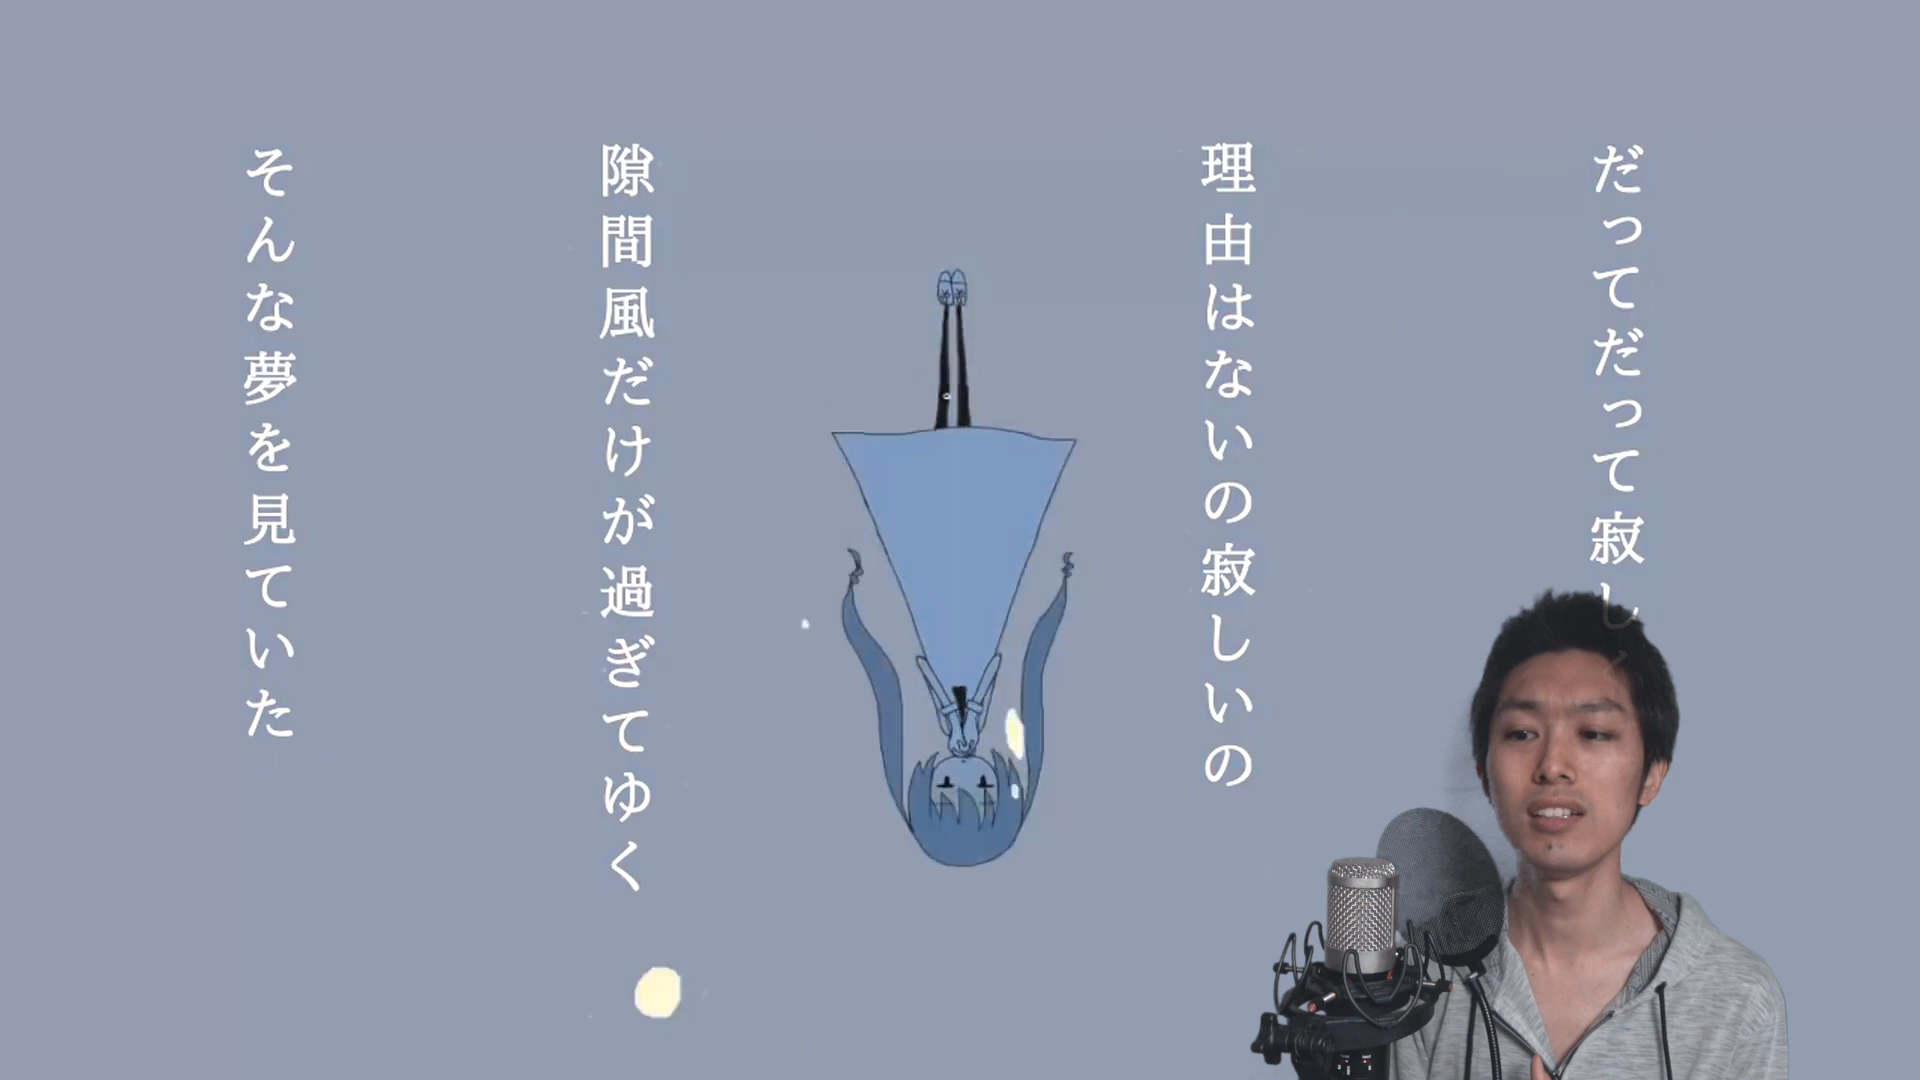 だってだって寂し
理由はないの寂しいの
隙間風だけが過ぎてゆく
そんな夢を見ていた